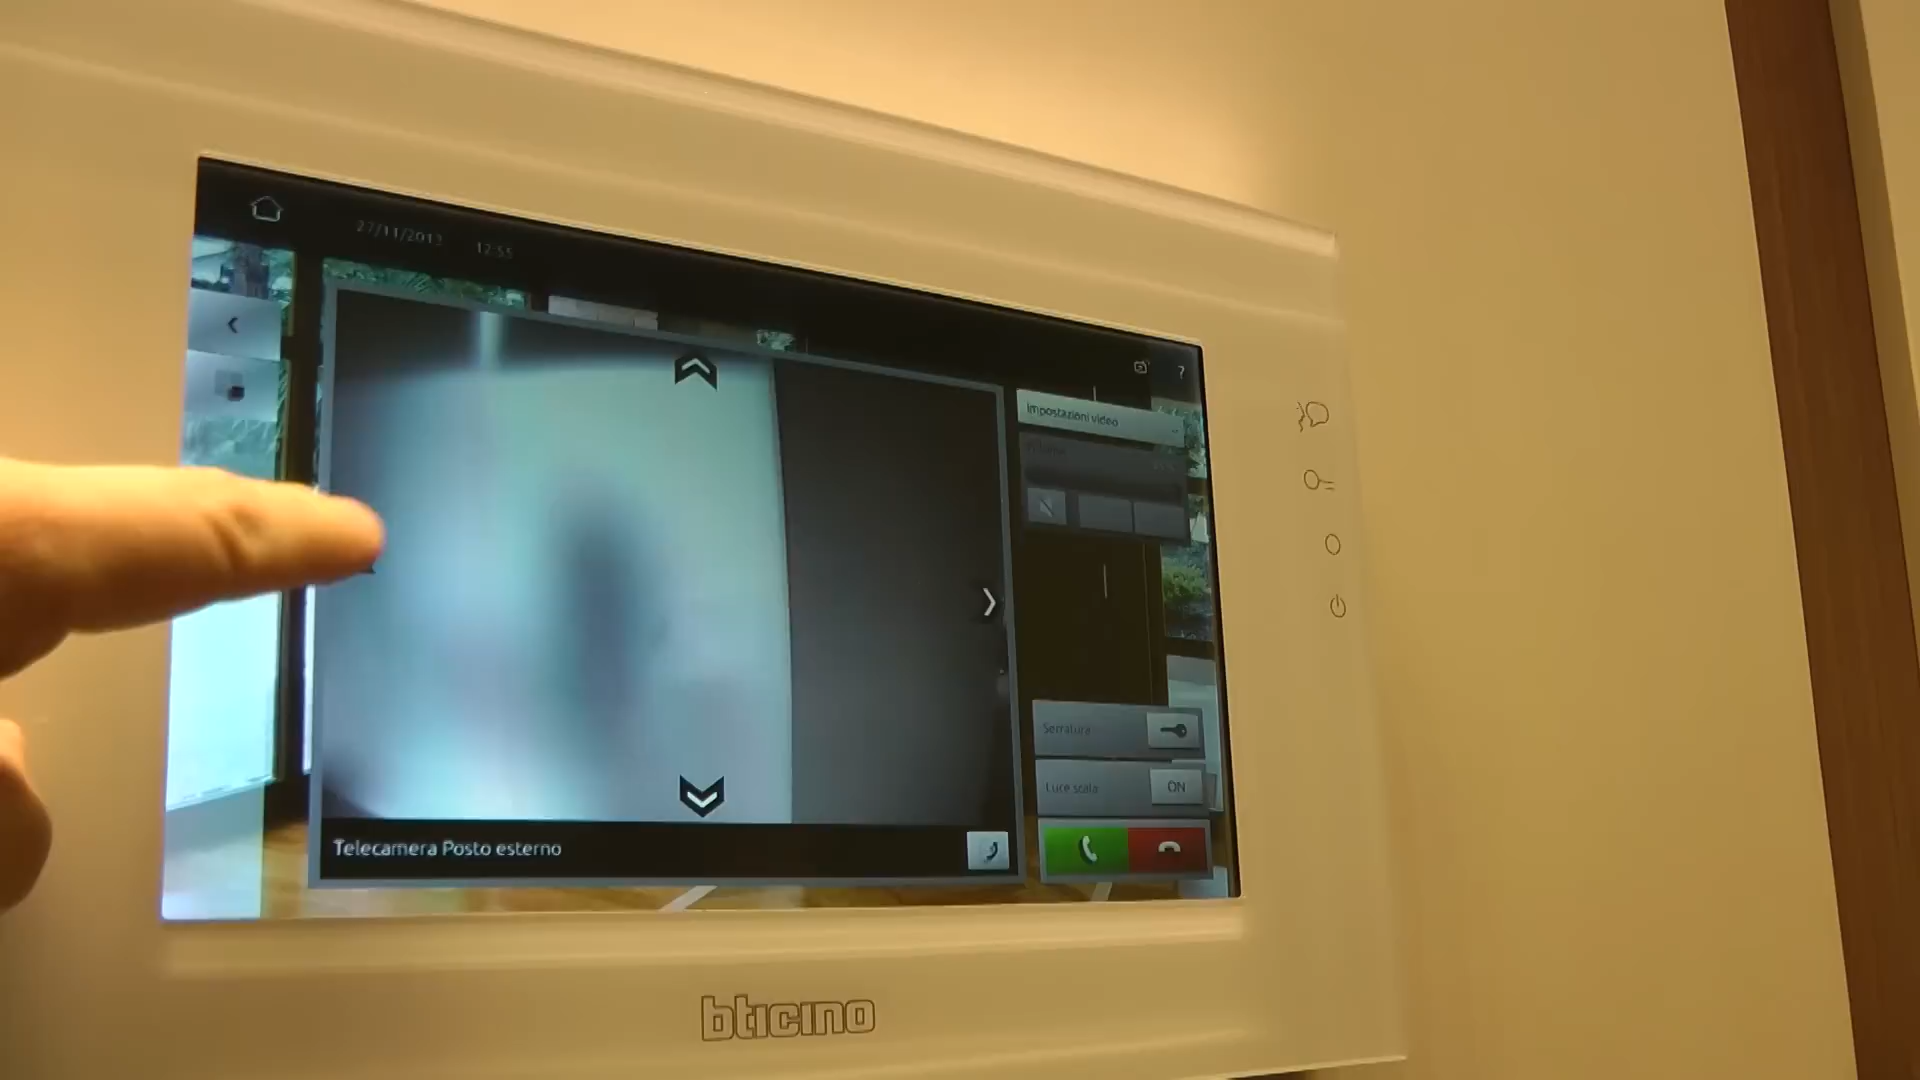 27/11/2013 12:55
?
Impostazioni video
Serratura
Luce scala ON
Telecamera Posto esterno
bticino